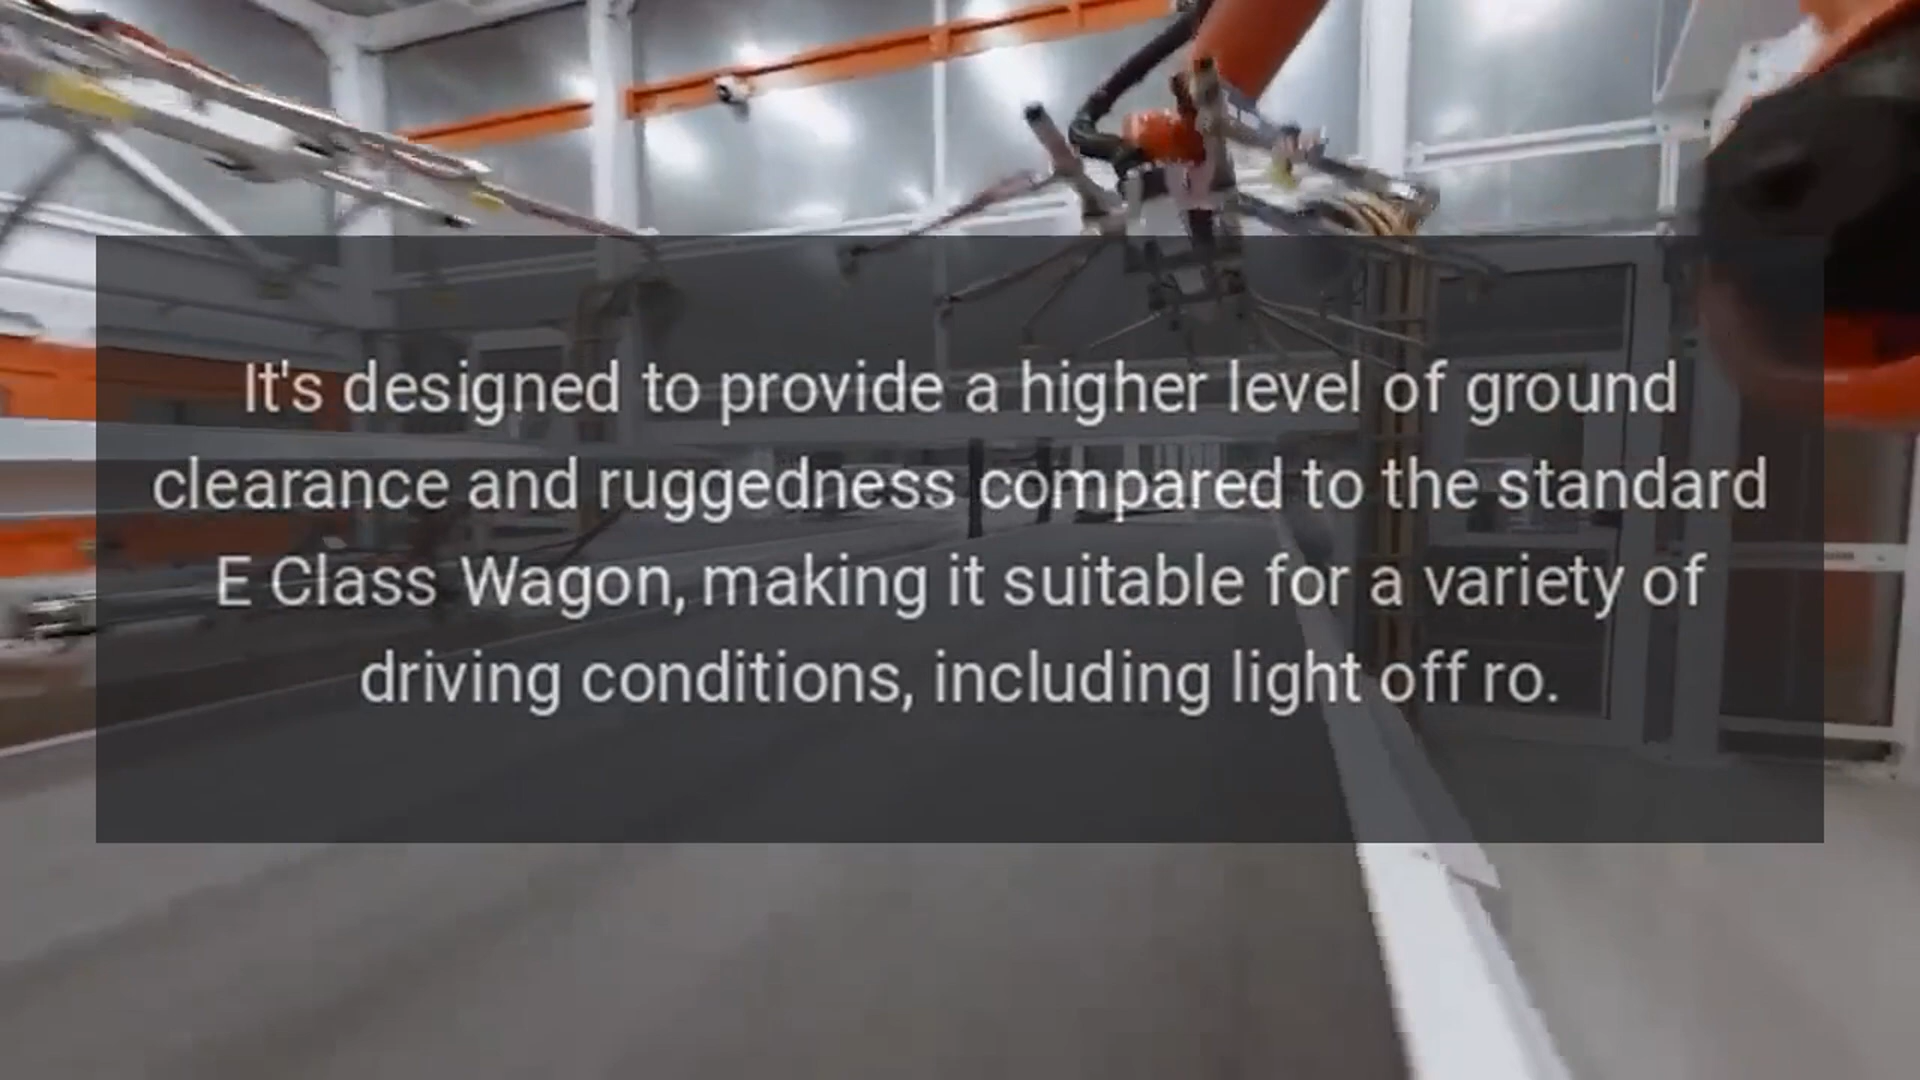 It's designed to provide a higher level of ground
clearance and ruggedness compared to the standard
E Class Wagon, making it suitable for a variety of
driving conditions, including light off ro.